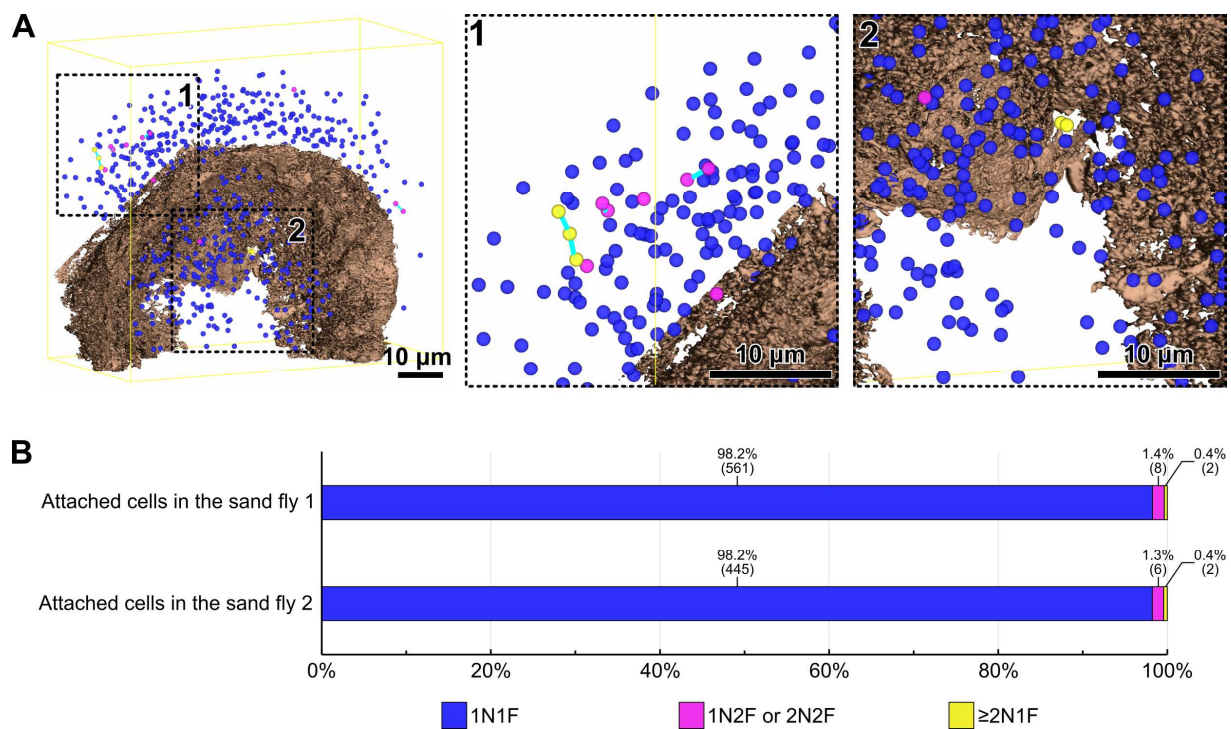 A
1
2
10 µm
1
10 µm
2
10 µm
B
98.2%
(561)
1.4%
(8)
0.4%
(2)
Attached cells in the sand fly 1
98.2%
(445)
1.3%
(6)
0.4%
(2)
Attached cells in the sand fly 2
0% 20% 40% 60% 80% 100%
1N1F 1N2F or 2N2F ≥2N1F